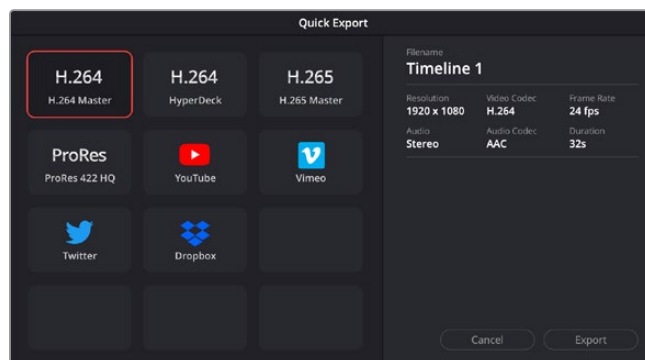 Quick Export
H.264
H.264 Master
H.264
HyperDeck
H.265
H.265 Master
ProRes
ProRes 422 HQ
YouTube
Vimeo
Twitter
Dropbox
Filename
Timeline 1
Resolution Video Codec Frame Rate
1920 x 1080 H.264 24 fps
Audio Audio Codec Duration
Stereo AAC 32s
Cancel Export